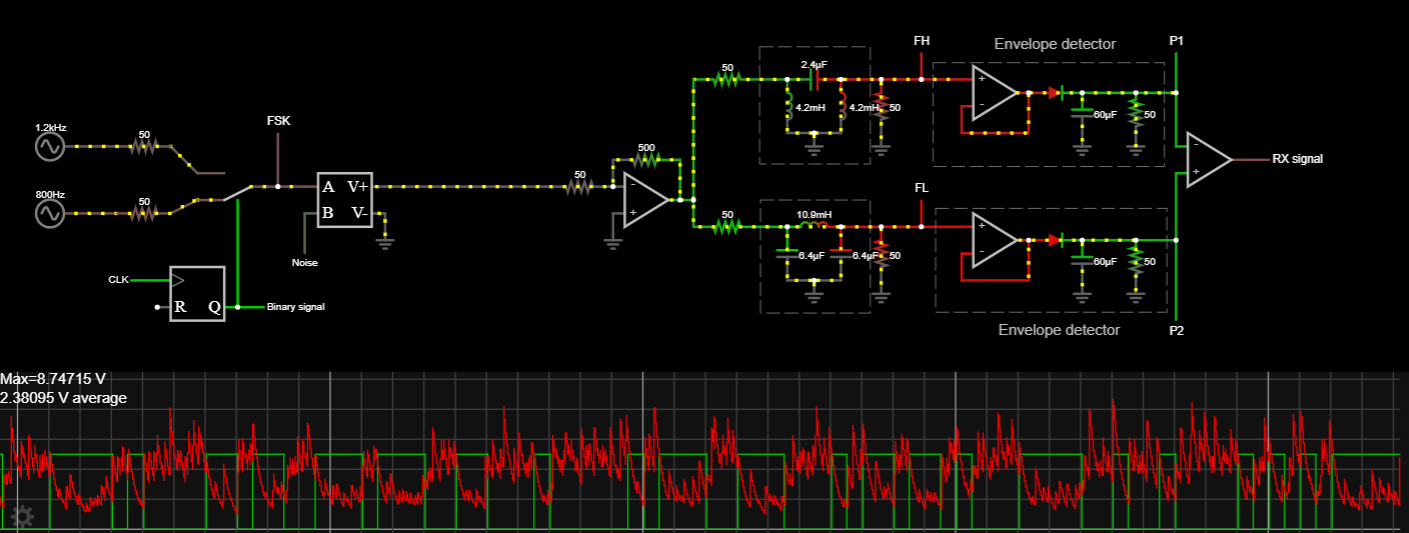 FH
Envelope detector
P1
50
2.4μF
4.2mH
4.2mH
50
+
-
60μF
50
1.2kHz
50
FSK
500
50
-
+
-
+
RX signal
800Hz
50
A V+
B V-
Noise
FL
50
10.9mH
6.4μF
6.4μF
50
+
-
60μF
50
CLK
R Q
Binary signal
Envelope detector
P2
Max=8.74715 V
2.38095 V average